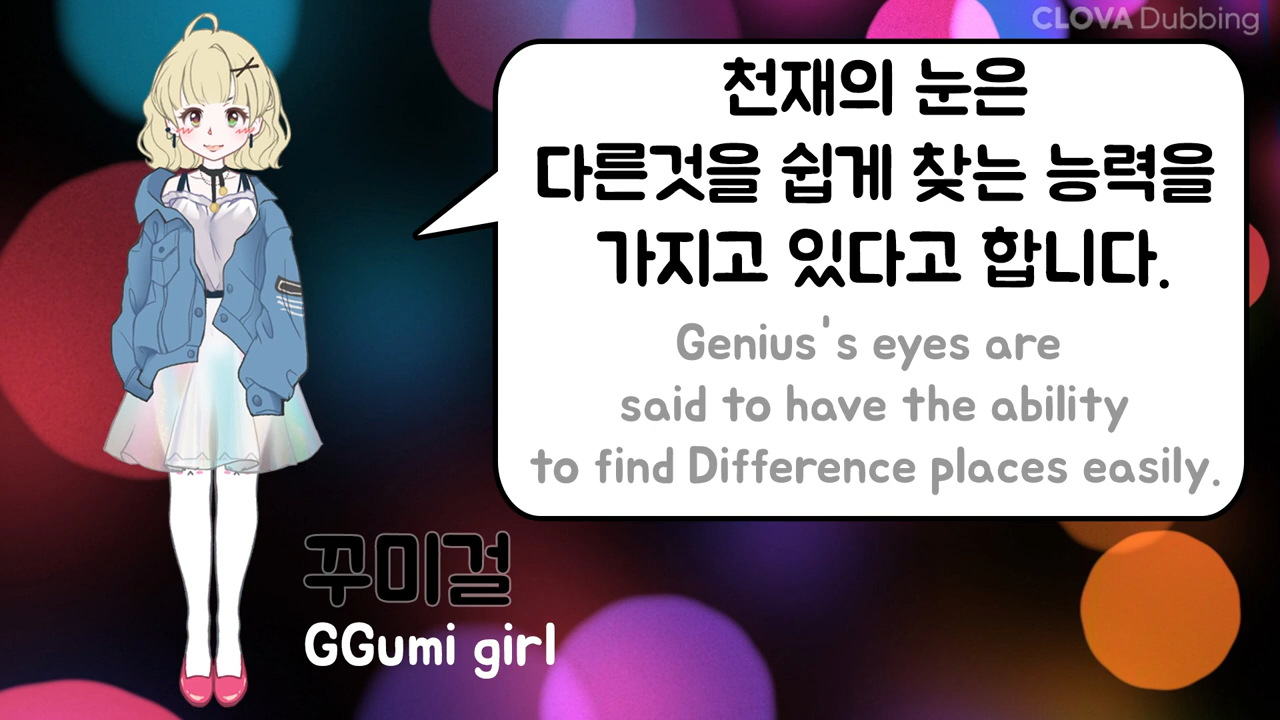 CLOVA Dubbing
천재의 눈은
다른것을 쉽게 찾는 능력을
가지고 있다고 합니다.
Genius's eyes are
said to have the ability
to find Difference places easily.
꾸미걸
GGumi girl